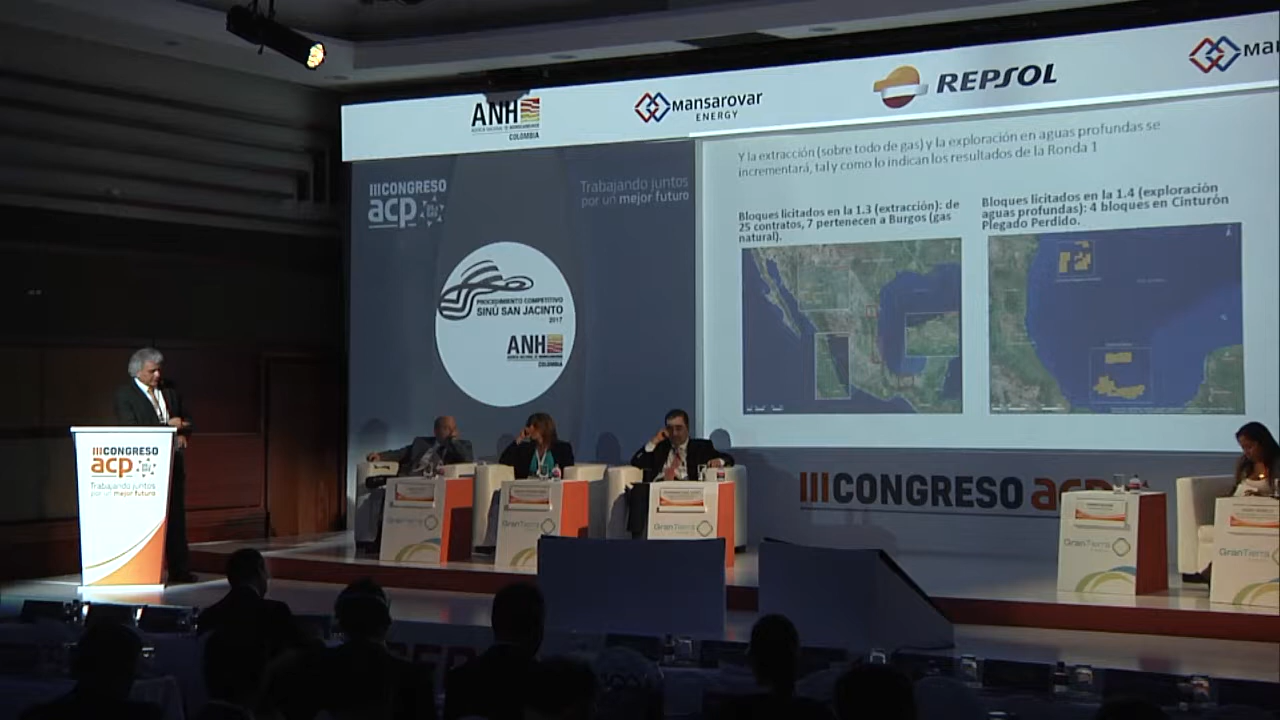 ANH
AGENCIA NACIONAL DE HIDROCARBUROS
COLOMBIA
MANSAROVAR
ENERGY
REPSOL
Y la extracción (sobre todo de gas) y la exploración en aguas profundas se
incrementará, tal y como lo indican los resultados de la Ronda 1
Bloques licitados en la 1.3 (extracción): de
25 contratos, 7 pertenecen a Burgos (gas
natural).
Bloques licitados en la 1.4 (exploración
aguas profundas): 4 bloques en Cinturón
Plegado Perdido.
III CONGRESO
acp
Trabajando juntos
por un mejor futuro
PROCEDIMIENTO COMPETITIVO
SINÚ SAN JACINTO
2017
ANH
COLOMBIA
III CONGRESO
acp
Trabajando juntos
por un mejor futuro
III CONGRESO acp
GranTierra
GranTierra
GranTierra
GranTierra
GranTierra